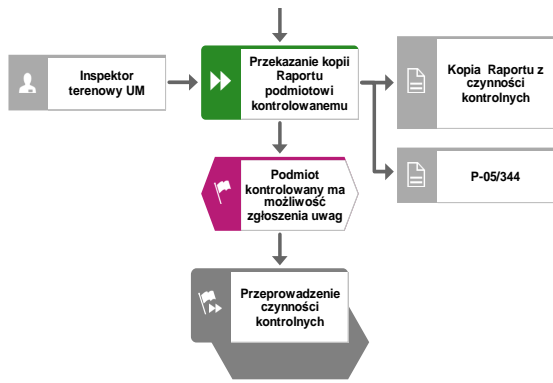 Inspektor
terenowy UM
Przekazanie kopii
Raportu
podmiotowi
kontrolowanemu
Kopia Raportu z
czynności
kontrolnych
P-05/344
Podmiot
kontrolowany ma
możliwość
zgłoszenia uwag
Przeprowadzenie
czynności
kontrolnych